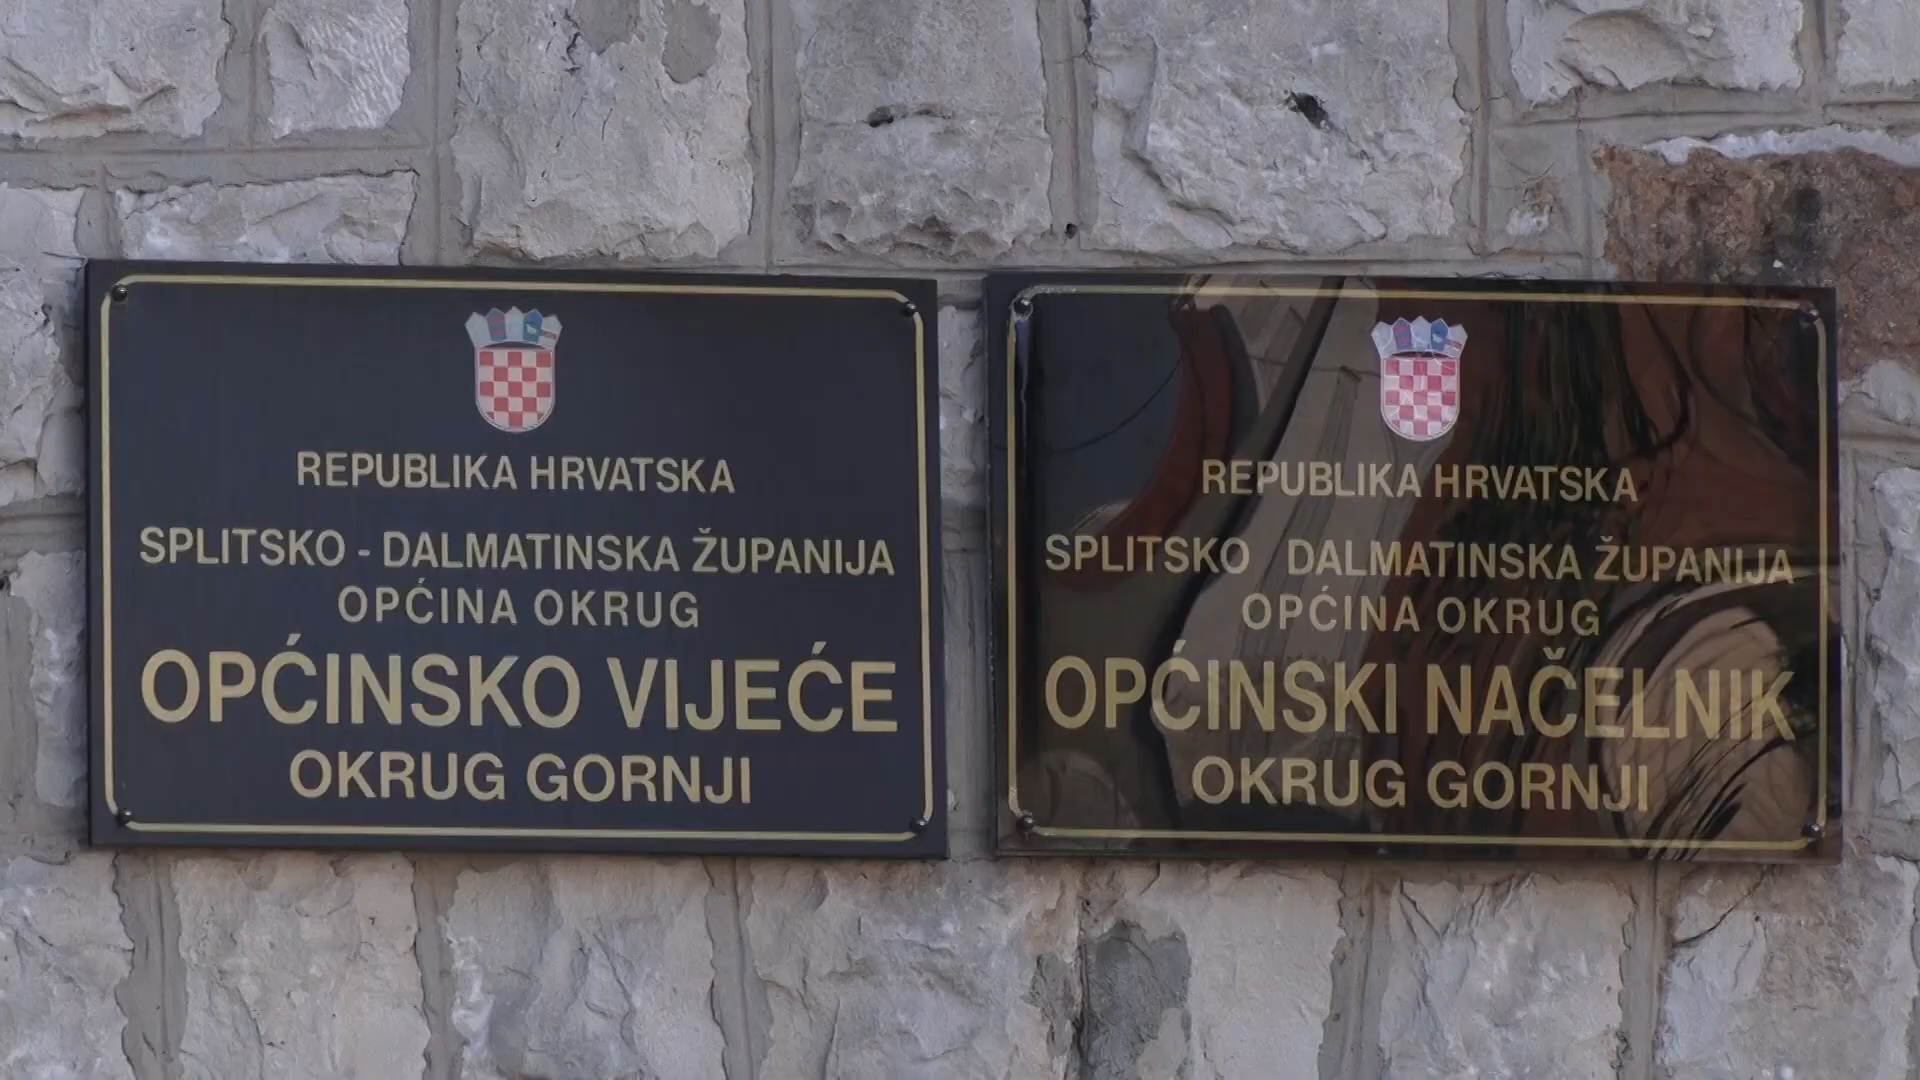 REPUBLIKA HRVATSKA
SPLITSKO - DALMATINSKA ŽUPANIJA
OPĆINA OKRUG
OPĆINSKO VIJEĆE
OKRUG GORNJI
REPUBLIKA HRVATSKA
SPLITSKO DALMATINSKA ŽUPANIJA
OPĆINA OKRUG
OPĆINSKI NAČELNIK
OKRUG GORNJI